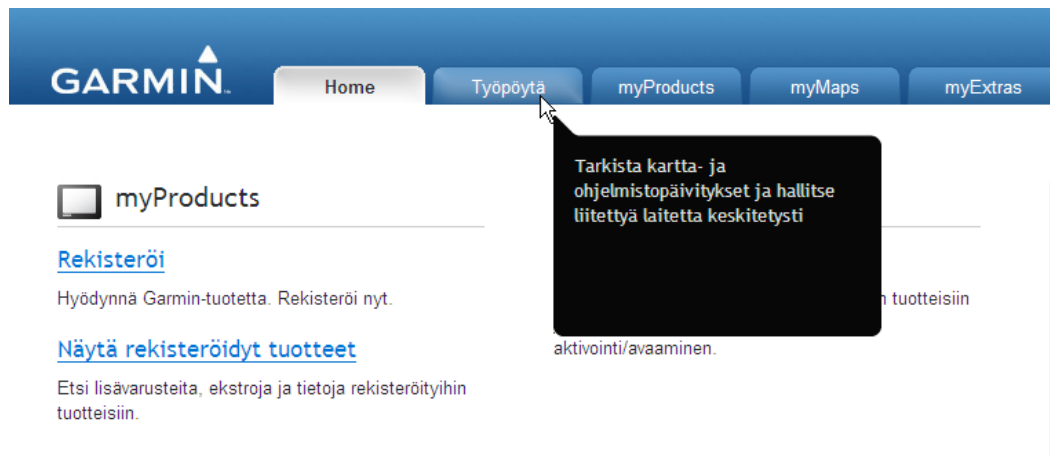 GARMIN
Home
Työpöytä
myProducts
myMaps
myExtras
Tarkista kartta- ja
ohjelmistopäivitykset ja hallitse
liitettyä laitetta keskitetysti
myProducts
Rekisteröi
Hyödynnä Garmin-tuotetta. Rekisteröi nyt.
Näytä rekisteröidyt tuotteet
Etsi lisävarusteita, ekstroja ja tietoja rekisteröityihin
tuotteisiin.
tuotteisiin
aktivointi/avaaminen.